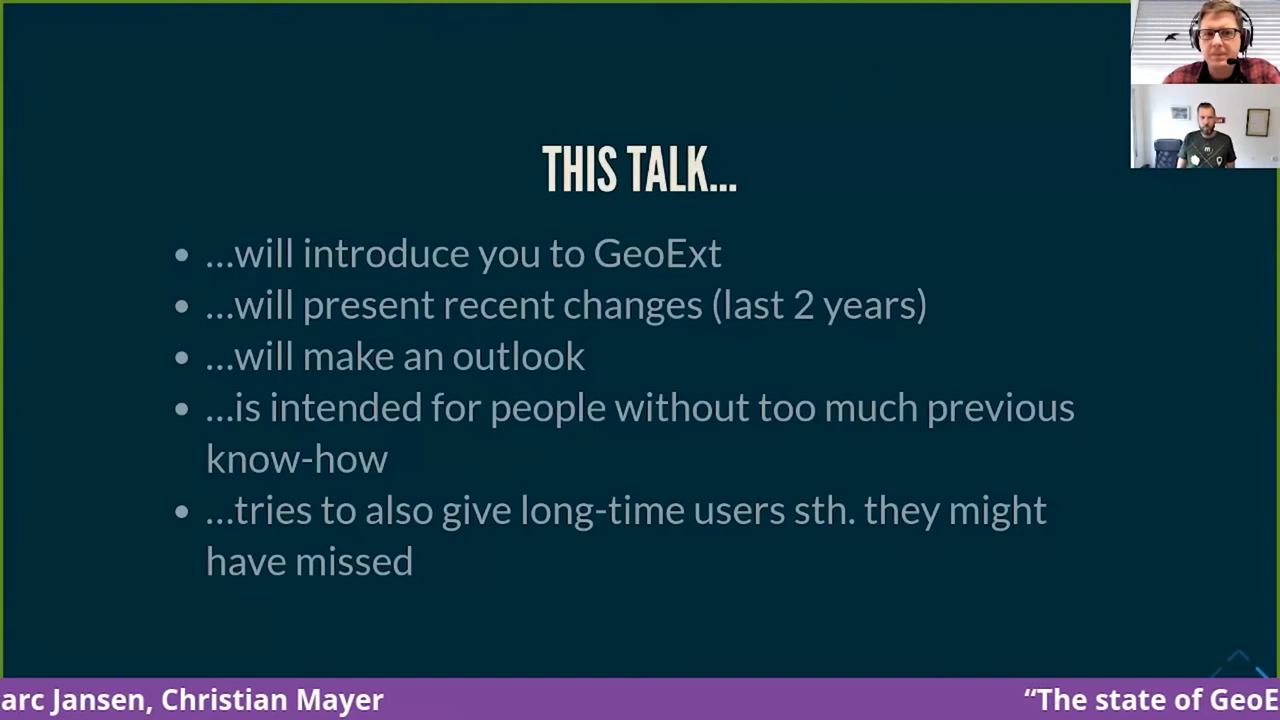 THIS TALK...
...will introduce you to GeoExt
...will present recent changes (last 2 years)
...will make an outlook
...is intended for people without too much previous
know-how
...tries to also give long-time users sth. they might
have missed
arc Jansen, Christian Mayer
“The state of GeoE